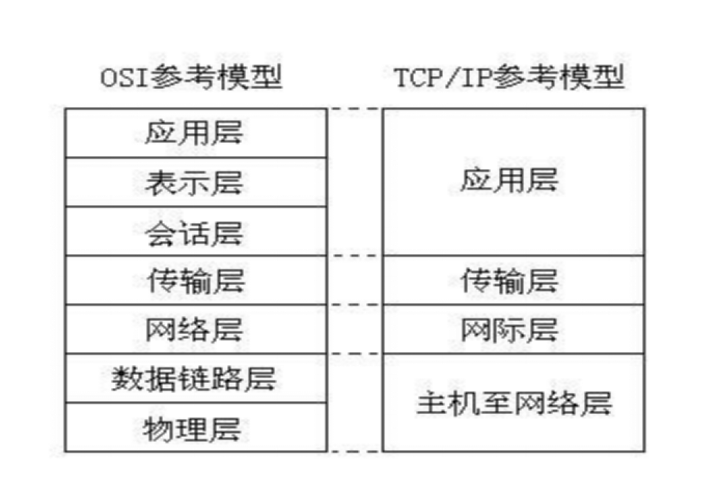 OSI参考模型
TCP/IP参考模型
应用层
表示层
会话层
传输层
网络层
数据链路层
物理层
应用层
传输层
网际层
主机至网络层